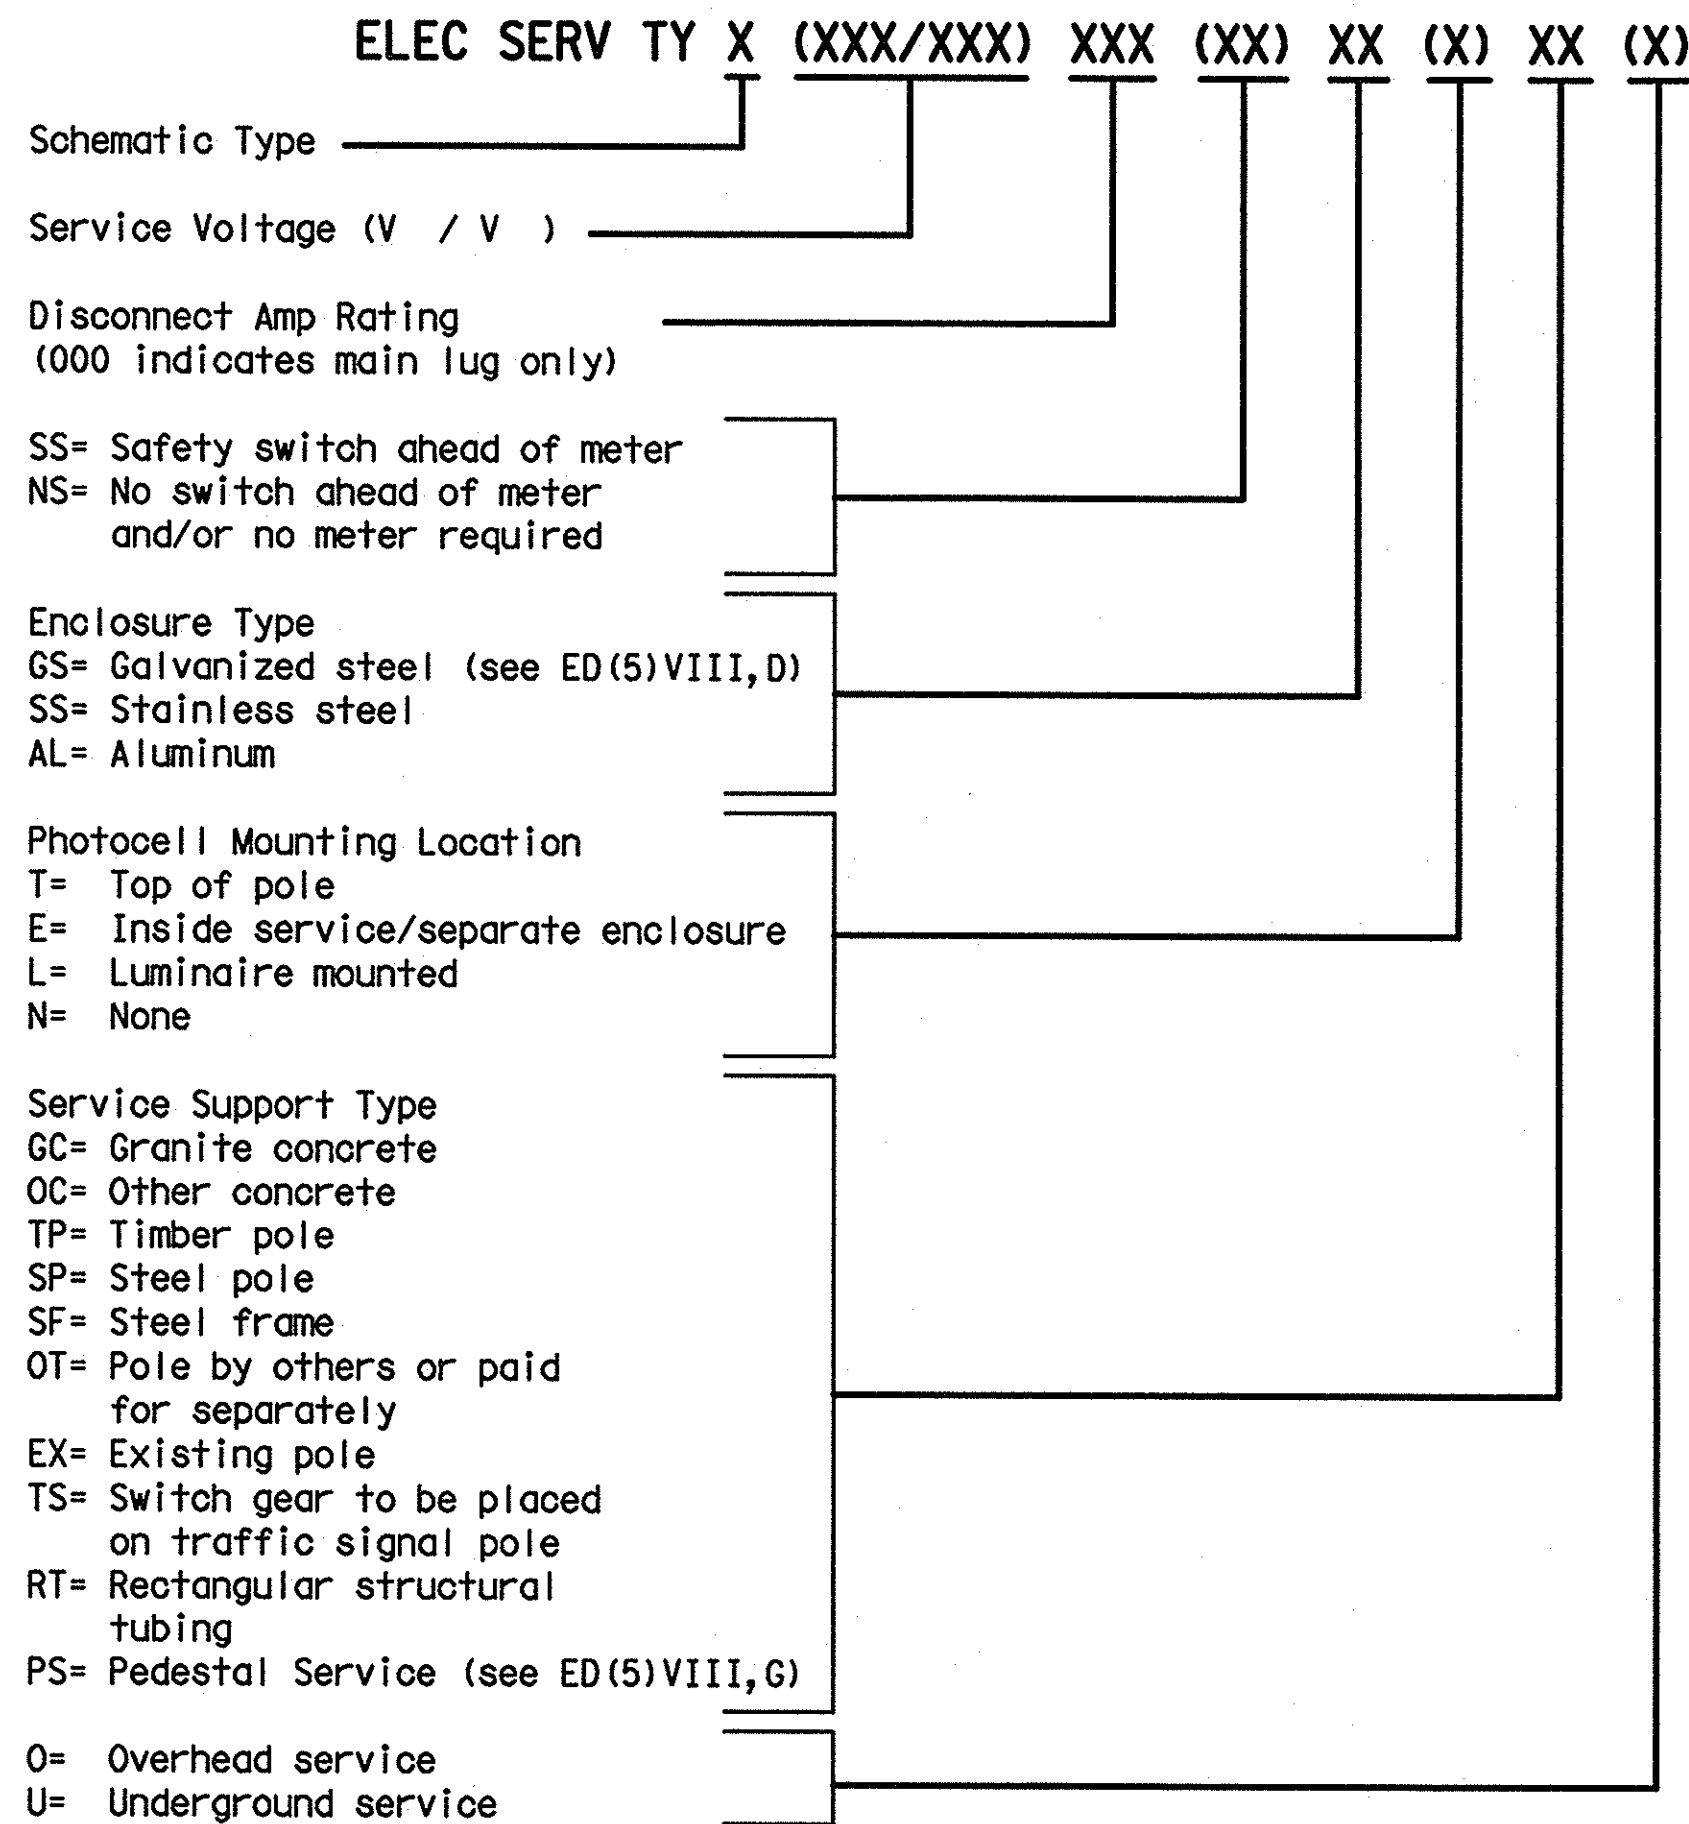 ELEC SERV TY X (XXX/XXX) XXX (XX) XX (X) XX (X)
Schematic Type
Service Voltage (V / V )
Disconnect Amp Rating
(000 indicates main lug only)
SS= Safety switch ahead of meter
NS= No switch ahead of meter
and/or no meter required
Enclosure Type
GS= Galvanized steel (see ED(5)VIII,D)
SS= Stainless steel
AL= Aluminum
Photocell Mounting Location
T= Top of pole
E= Inside service/separate enclosure
L= Luminaire mounted
N= None
Service Support Type
GC= Granite concrete
OC= Other concrete
TP= Timber pole
SP= Steel pole
SF= Steel frame
OT= Pole by others or paid
for separately
EX= Existing pole
TS= Switch gear to be placed
on traffic signal pole
RT= Rectangular structural
tubing
PS= Pedestal Service (see ED(5)VIII,G)
O= Overhead service
U= Underground service